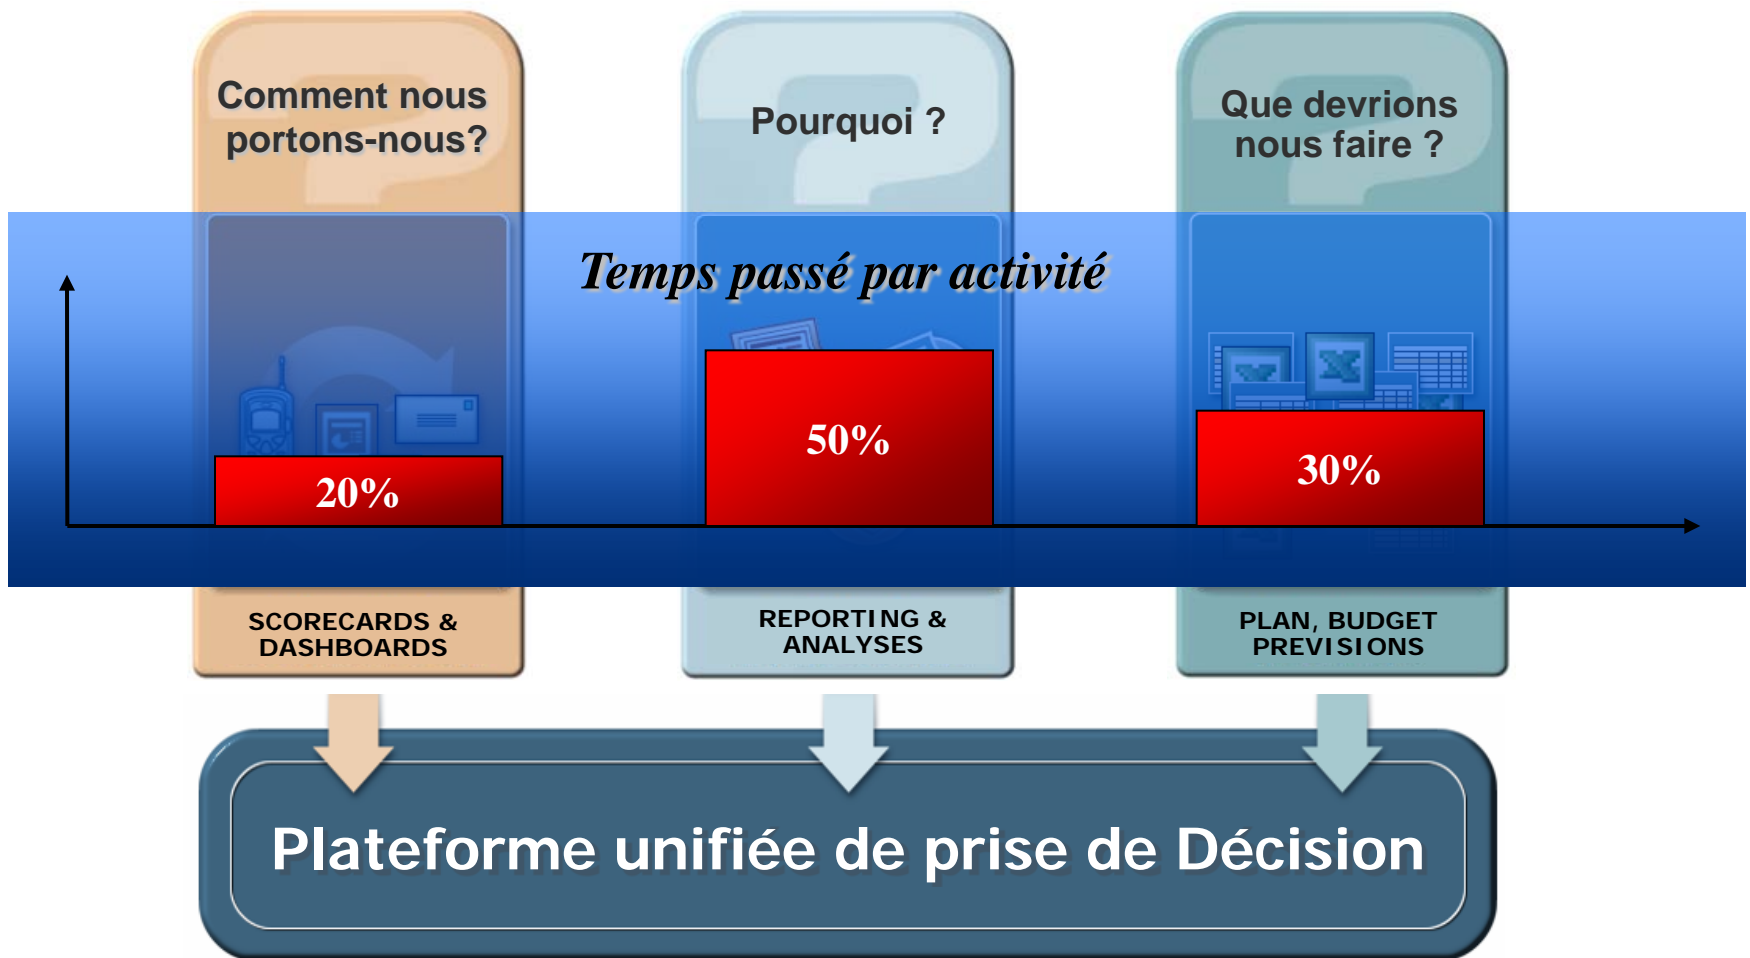 Comment nous
portons-nous?
Pourquoi ?
Que devrions
nous faire ?
Temps passé par activité
20%
50%
30%
SCORECARDS &
DASHBOARDS
REPORTING &
ANALYSES
PLAN, BUDGET
PREVISIONS
Plateforme unifiée de prise de Décision